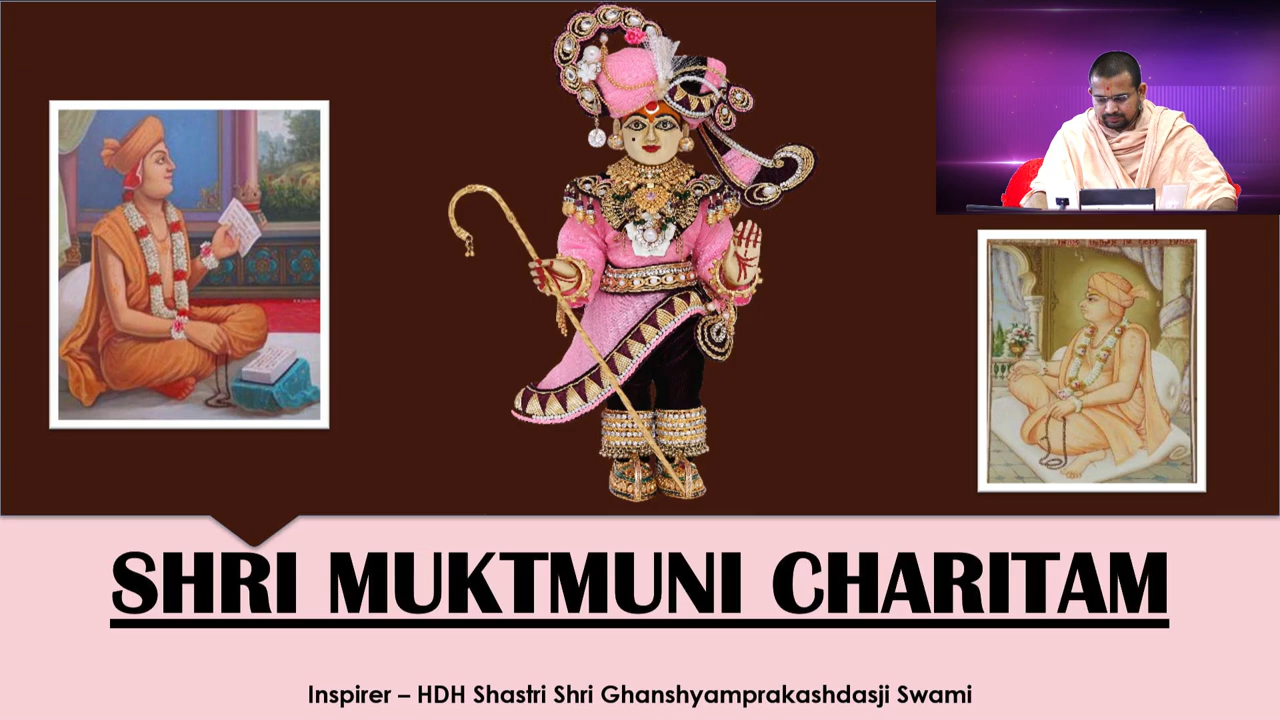 SHRI MUKTMUNI CHARITAM
Inspirer – HDH Shastri Shri Ghanshyamprakashdasji Swami